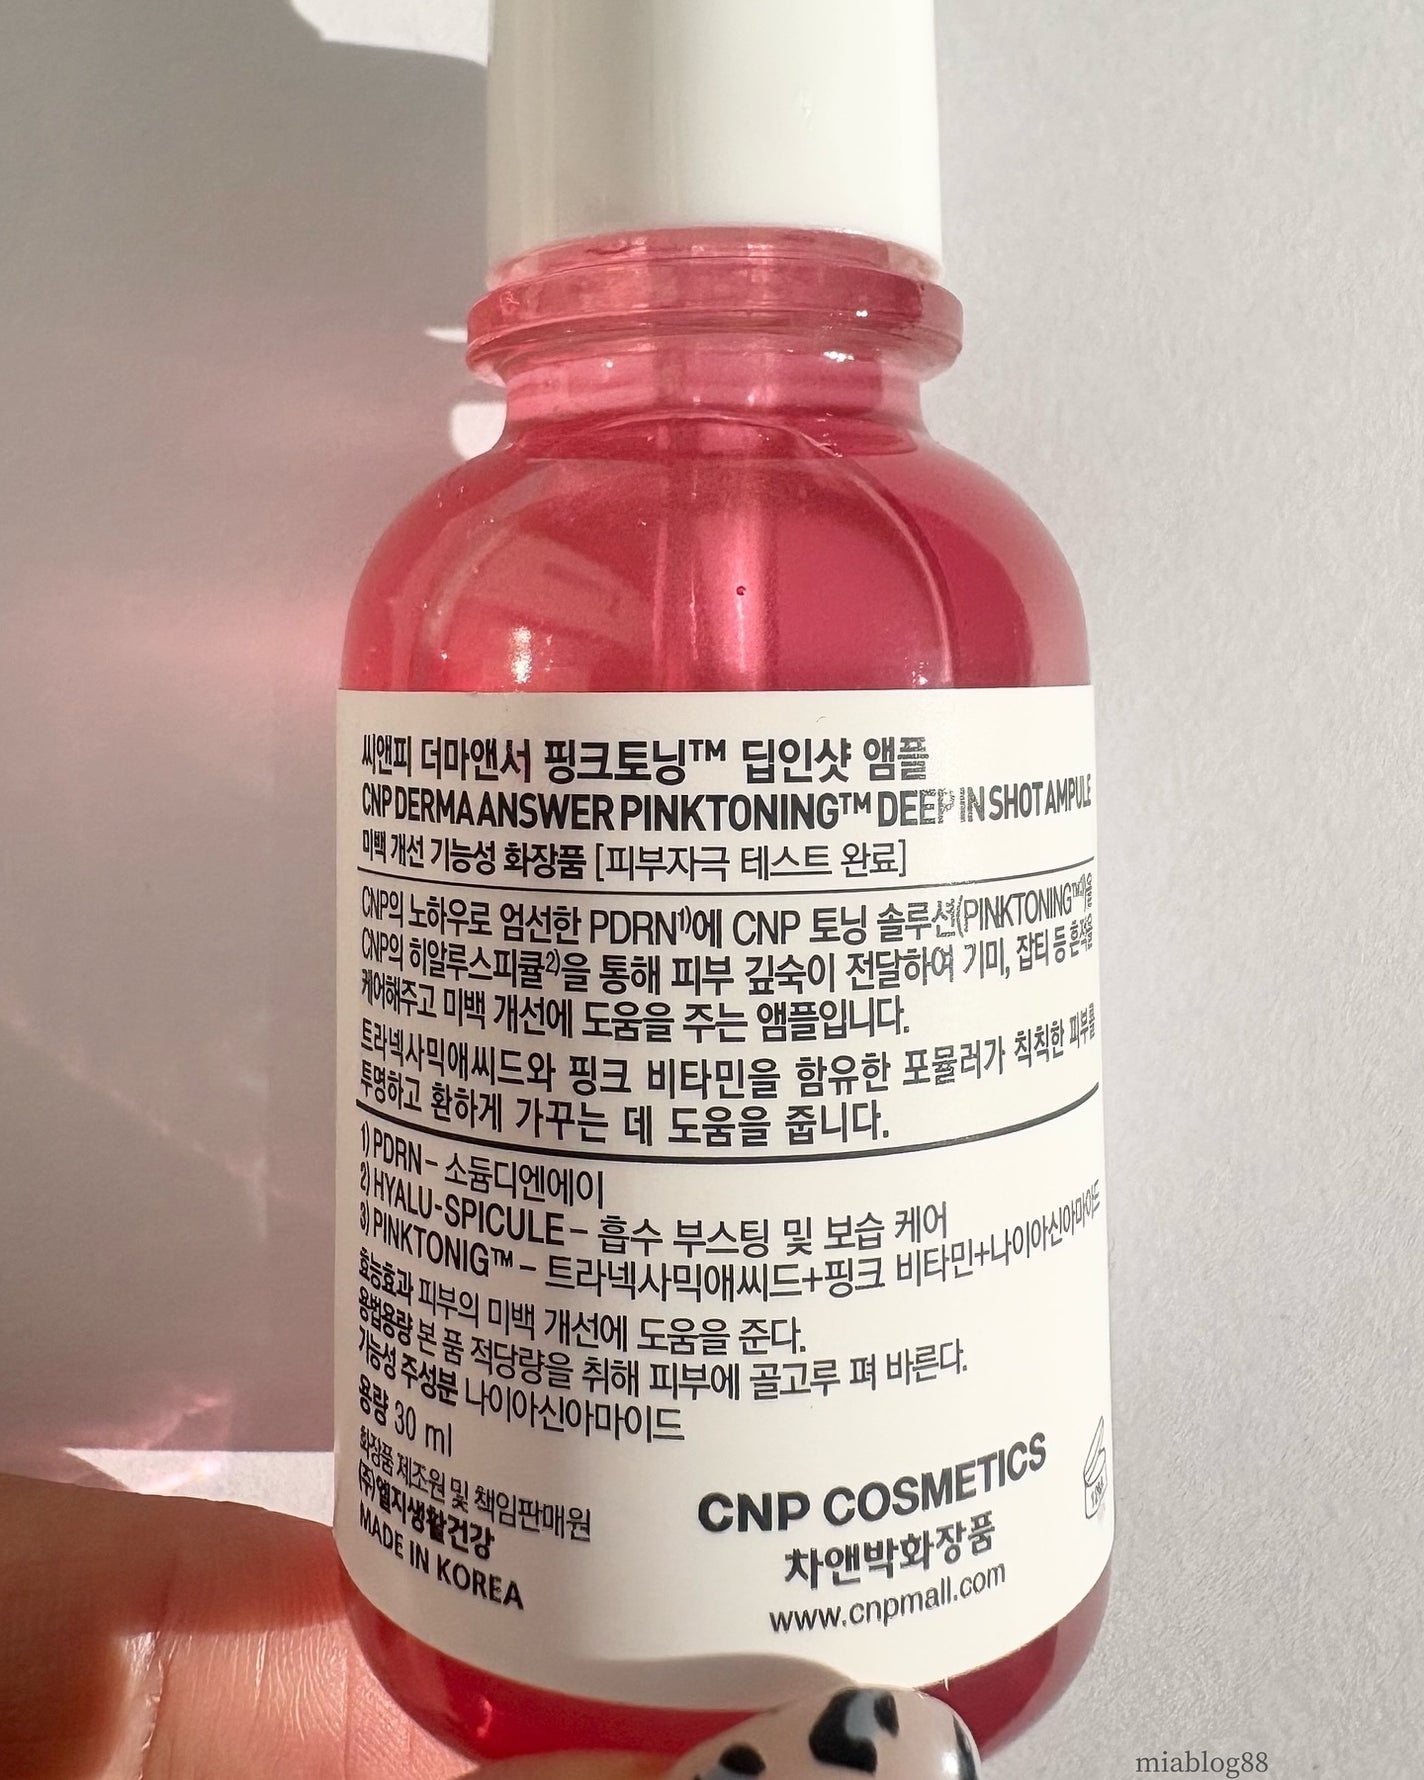 씨앤피 더마앤서 핑크토닝™ 딥인샷 앰플
CNP DERMA ANSWER PINKTONING™ DEEP IN SHOT AMPULE
미백 개선 기능성 화장품 [피부자극 테스트 완료]
CNP의 노하우로 엄선한 PDRN¹⁾에 CNP 토닝 솔루션(PINKTONING™³⁾)을
CNP의 히알루스피큘²⁾을 통해 피부 깊숙이 전달하여 기미, 잡티 등 흔적을
케어해주고 미백 개선에 도움을 주는 앰플입니다.
트라넥사믹애씨드와 핑크 비타민을 함유한 포뮬러가 칙칙한 피부를
투명하고 환하게 가꾸는 데 도움을 줍니다.
1) PDRN – 소듐디엔에이
2) HYALU-SPICULE – 흡수 부스팅 및 보습 케어
3) PINKTONIG™ – 트라넥사믹애씨드+핑크 비타민+나이아신아마이드
효능효과 피부의 미백 개선에 도움을 준다.
용법용량 본 품 적당량을 취해 피부에 골고루 펴 바른다.
기능성 주성분 나이아신아마이드
용량 30 ml
화장품 제조원 및 책임판매원
(주)엘지생활건강
MADE IN KOREA
CNP COSMETICS
차앤박화장품
www.cnpmall.com
miablog88